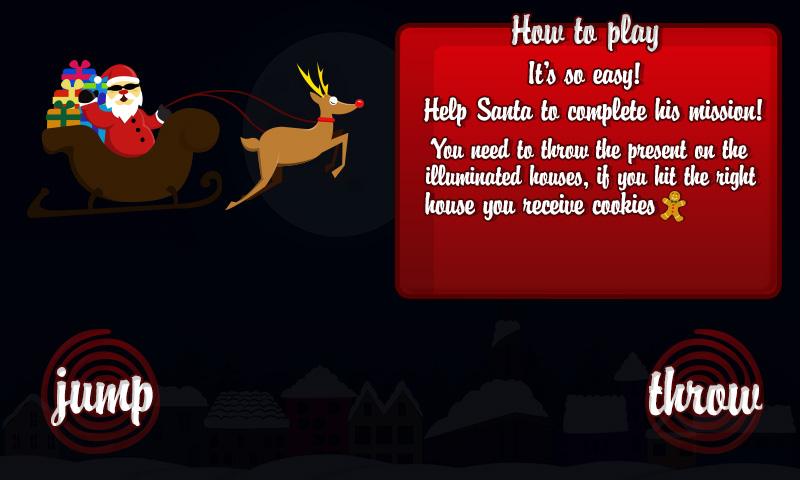 How to play
It's so easy!
Help Santa to complete his mission!
You need to throw the present on the
illuminated houses, if you hit the right
house you receive cookies
jump
throw